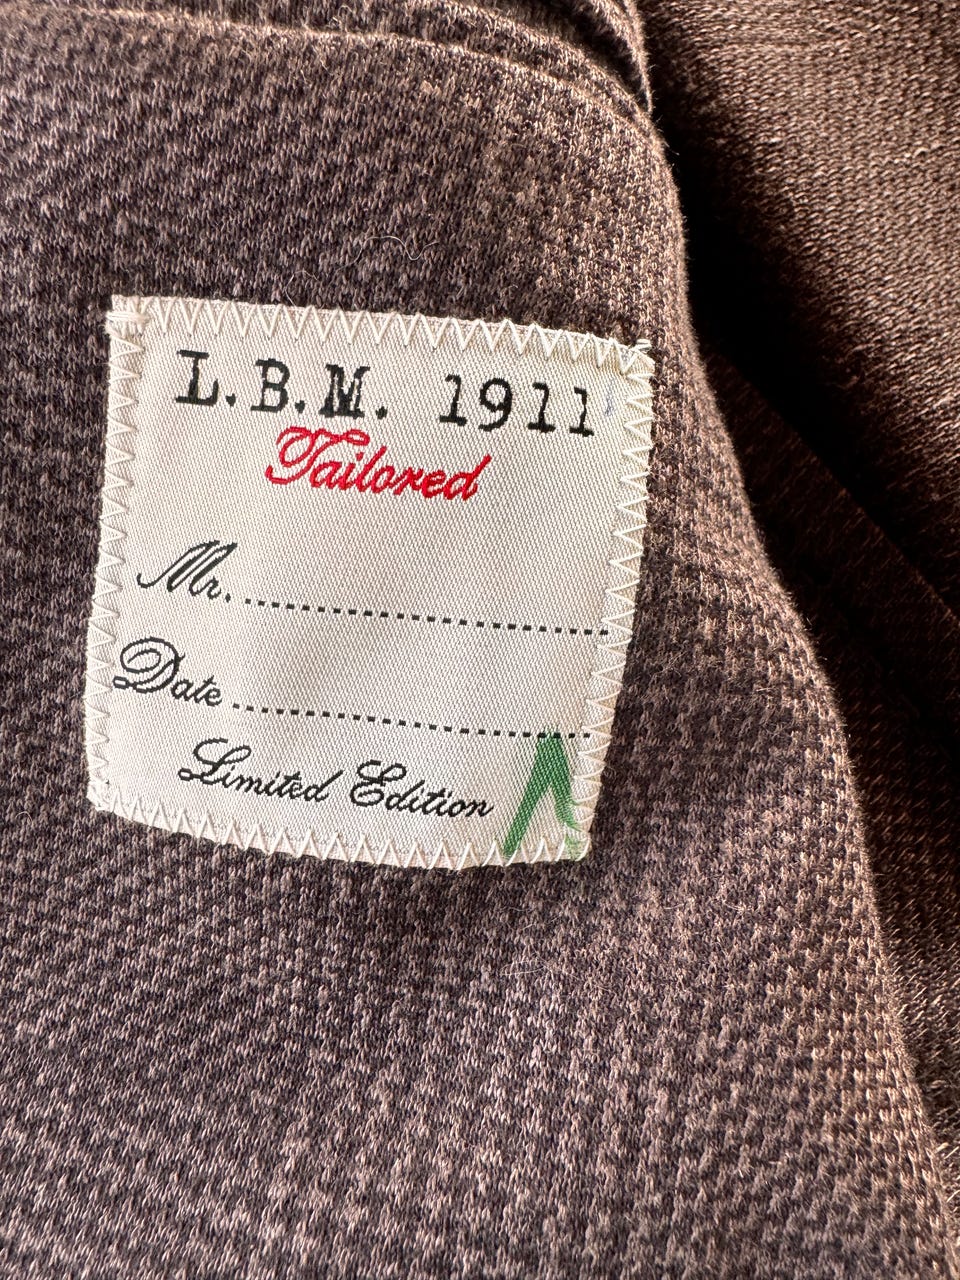 L.B.M. 1911
Tailored
Mr. ..............................
Date ..............................
Limited Edition